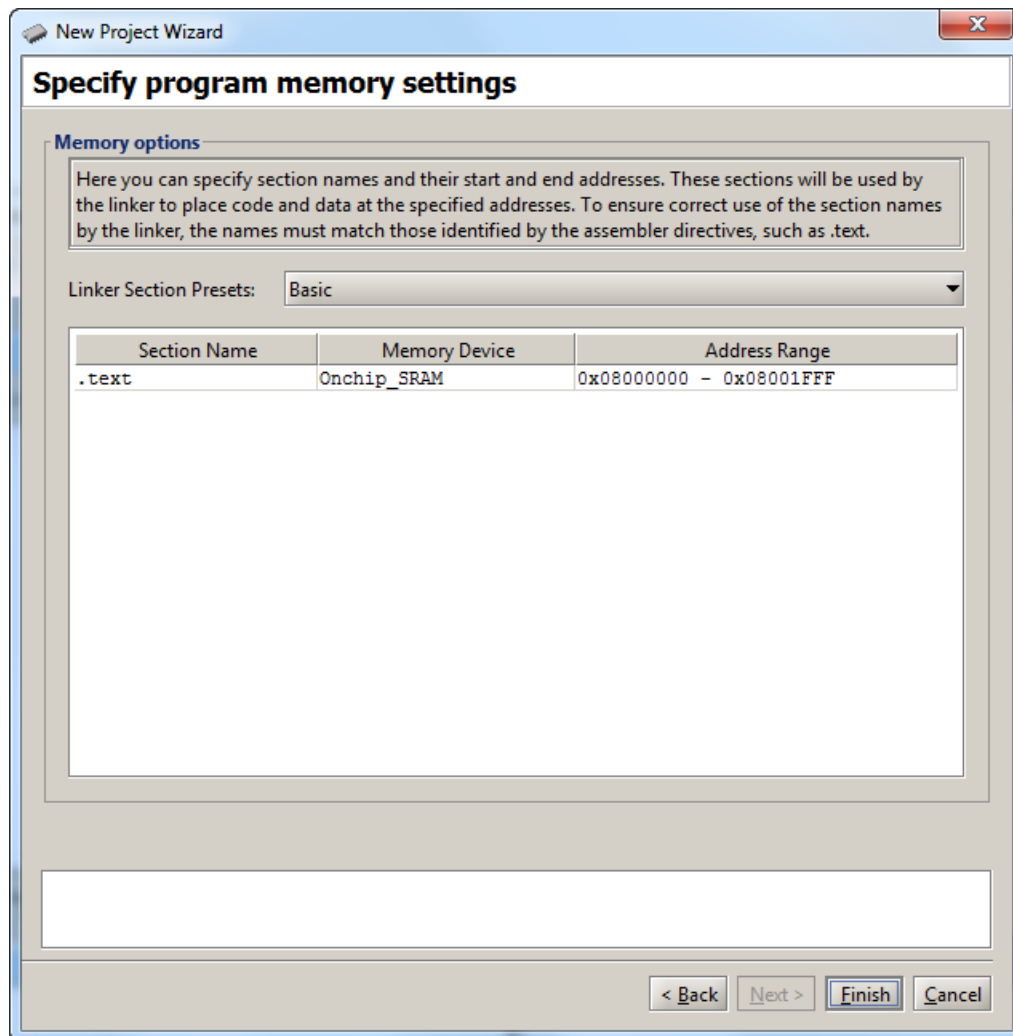 New Project Wizard
Specify program memory settings
Memory options
Here you can specify section names and their start and end addresses. These sections will be used by
the linker to place code and data at the specified addresses. To ensure correct use of the section names
by the linker, the names must match those identified by the assembler directives, such as .text.
Linker Section Presets: Basic
Section Name Memory Device Address Range
.text Onchip_SRAM 0x08000000 - 0x08001FFF
< Back Next > Finish Cancel